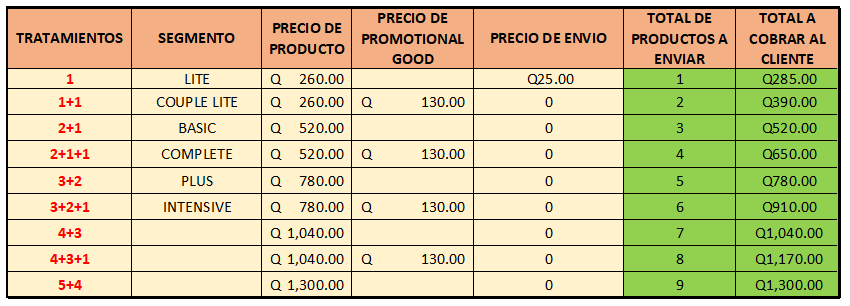 TRATAMIENTOS SEGMENTO PRECIO DE PRODUCTO PRECIO DE PROMOTIONAL GOOD PRECIO DE ENVIO TOTAL DE PRODUCTOS A ENVIAR TOTAL A COBRAR AL CLIENTE
1 LITE Q 260.00 Q25.00 1 Q285.00
1+1 COUPLE LITE Q 260.00 Q 130.00 0 2 Q390.00
2+1 BASIC Q 520.00 0 3 Q520.00
2+1+1 COMPLETE Q 520.00 Q 130.00 0 4 Q650.00
3+2 PLUS Q 780.00 0 5 Q780.00
3+2+1 INTENSIVE Q 780.00 Q 130.00 0 6 Q910.00
4+3 Q 1,040.00 0 7 Q1,040.00
4+3+1 Q 1,040.00 Q 130.00 0 8 Q1,170.00
5+4 Q 1,300.00 0 9 Q1,300.00